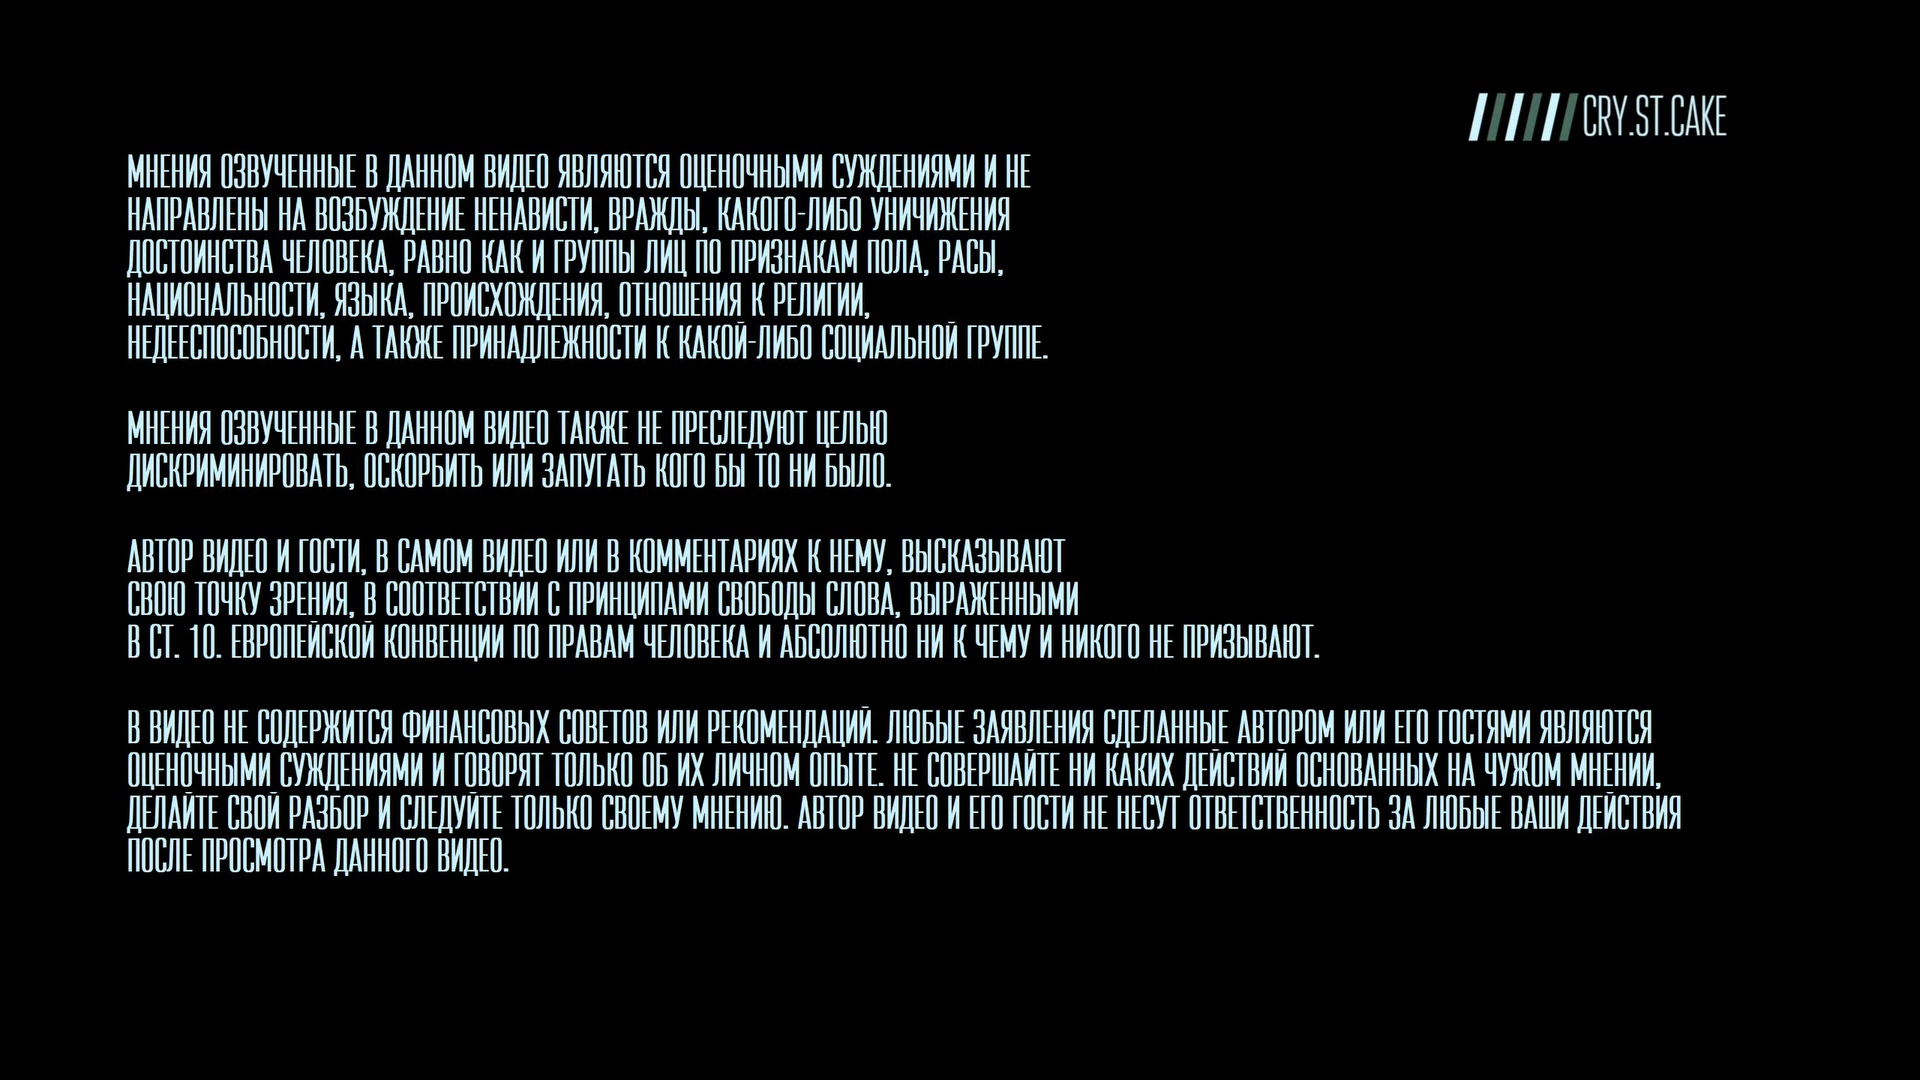 CRY.ST.CAKE
МНЕНИЯ ОЗВУЧЕННЫЕ В ДАННОМ ВИДЕО ЯВЛЯЮТСЯ ОЦЕНОЧНЫМИ СУЖДЕНИЯМИ И НЕ
НАПРАВЛЕНЫ НА ВОЗБУЖДЕНИЕ НЕНАВИСТИ, ВРАЖДЫ, КАКОГО-ЛИБО УНИЧИЖЕНИЯ
ДОСТОИНСТВА ЧЕЛОВЕКА, РАВНО КАК И ГРУППЫ ЛИЦ ПО ПРИЗНАКАМ ПОЛА, РАСЫ,
НАЦИОНАЛЬНОСТИ, ЯЗЫКА, ПРОИСХОЖДЕНИЯ, ОТНОШЕНИЯ К РЕЛИГИИ,
НЕДЕЕСПОСОБНОСТИ, А ТАКЖЕ ПРИНАДЛЕЖНОСТИ К КАКОЙ-ЛИБО СОЦИАЛЬНОЙ ГРУППЕ.
МНЕНИЯ ОЗВУЧЕННЫЕ В ДАННОМ ВИДЕО ТАКЖЕ НЕ ПРЕСЛЕДУЮТ ЦЕЛЬЮ
ДИСКРИМИНИРОВАТЬ, ОСКОРБИТЬ ИЛИ ЗАПУГАТЬ КОГО БЫ ТО НИ БЫЛО.
АВТОР ВИДЕО И ГОСТИ, В САМОМ ВИДЕО ИЛИ В КОММЕНТАРИЯХ К НЕМУ, ВЫСКАЗЫВАЮТ
СВОЮ ТОЧКУ ЗРЕНИЯ, В СООТВЕТСТВИИ С ПРИНЦИПАМИ СВОБОДЫ СЛОВА, ВЫРАЖЕННЫМИ
В СТ. 10. ЕВРОПЕЙСКОЙ КОНВЕНЦИИ ПО ПРАВАМ ЧЕЛОВЕКА И АБСОЛЮТНО НИ К ЧЕМУ И НИКОГО НЕ ПРИЗЫВАЮТ.
В ВИДЕО НЕ СОДЕРЖИТСЯ ФИНАНСОВЫХ СОВЕТОВ ИЛИ РЕКОМЕНДАЦИЙ. ЛЮБЫЕ ЗАЯВЛЕНИЯ СДЕЛАННЫЕ АВТОРОМ ИЛИ ЕГО ГОСТЯМИ ЯВЛЯЮТСЯ
ОЦЕНОЧНЫМИ СУЖДЕНИЯМИ И ГОВОРЯТ ТОЛЬКО ОБ ИХ ЛИЧНОМ ОПЫТЕ. НЕ СОВЕРШАЙТЕ НИ КАКИХ ДЕЙСТВИЙ ОСНОВАННЫХ НА ЧУЖОМ МНЕНИИ,
ДЕЛАЙТЕ СВОЙ РАЗБОР И СЛЕДУЙТЕ ТОЛЬКО СВОЕМУ МНЕНИЮ. АВТОР ВИДЕО И ЕГО ГОСТИ НЕ НЕСУТ ОТВЕТСТВЕННОСТЬ ЗА ЛЮБЫЕ ВАШИ ДЕЙСТВИЯ
ПОСЛЕ ПРОСМОТРА ДАННОГО ВИДЕО.